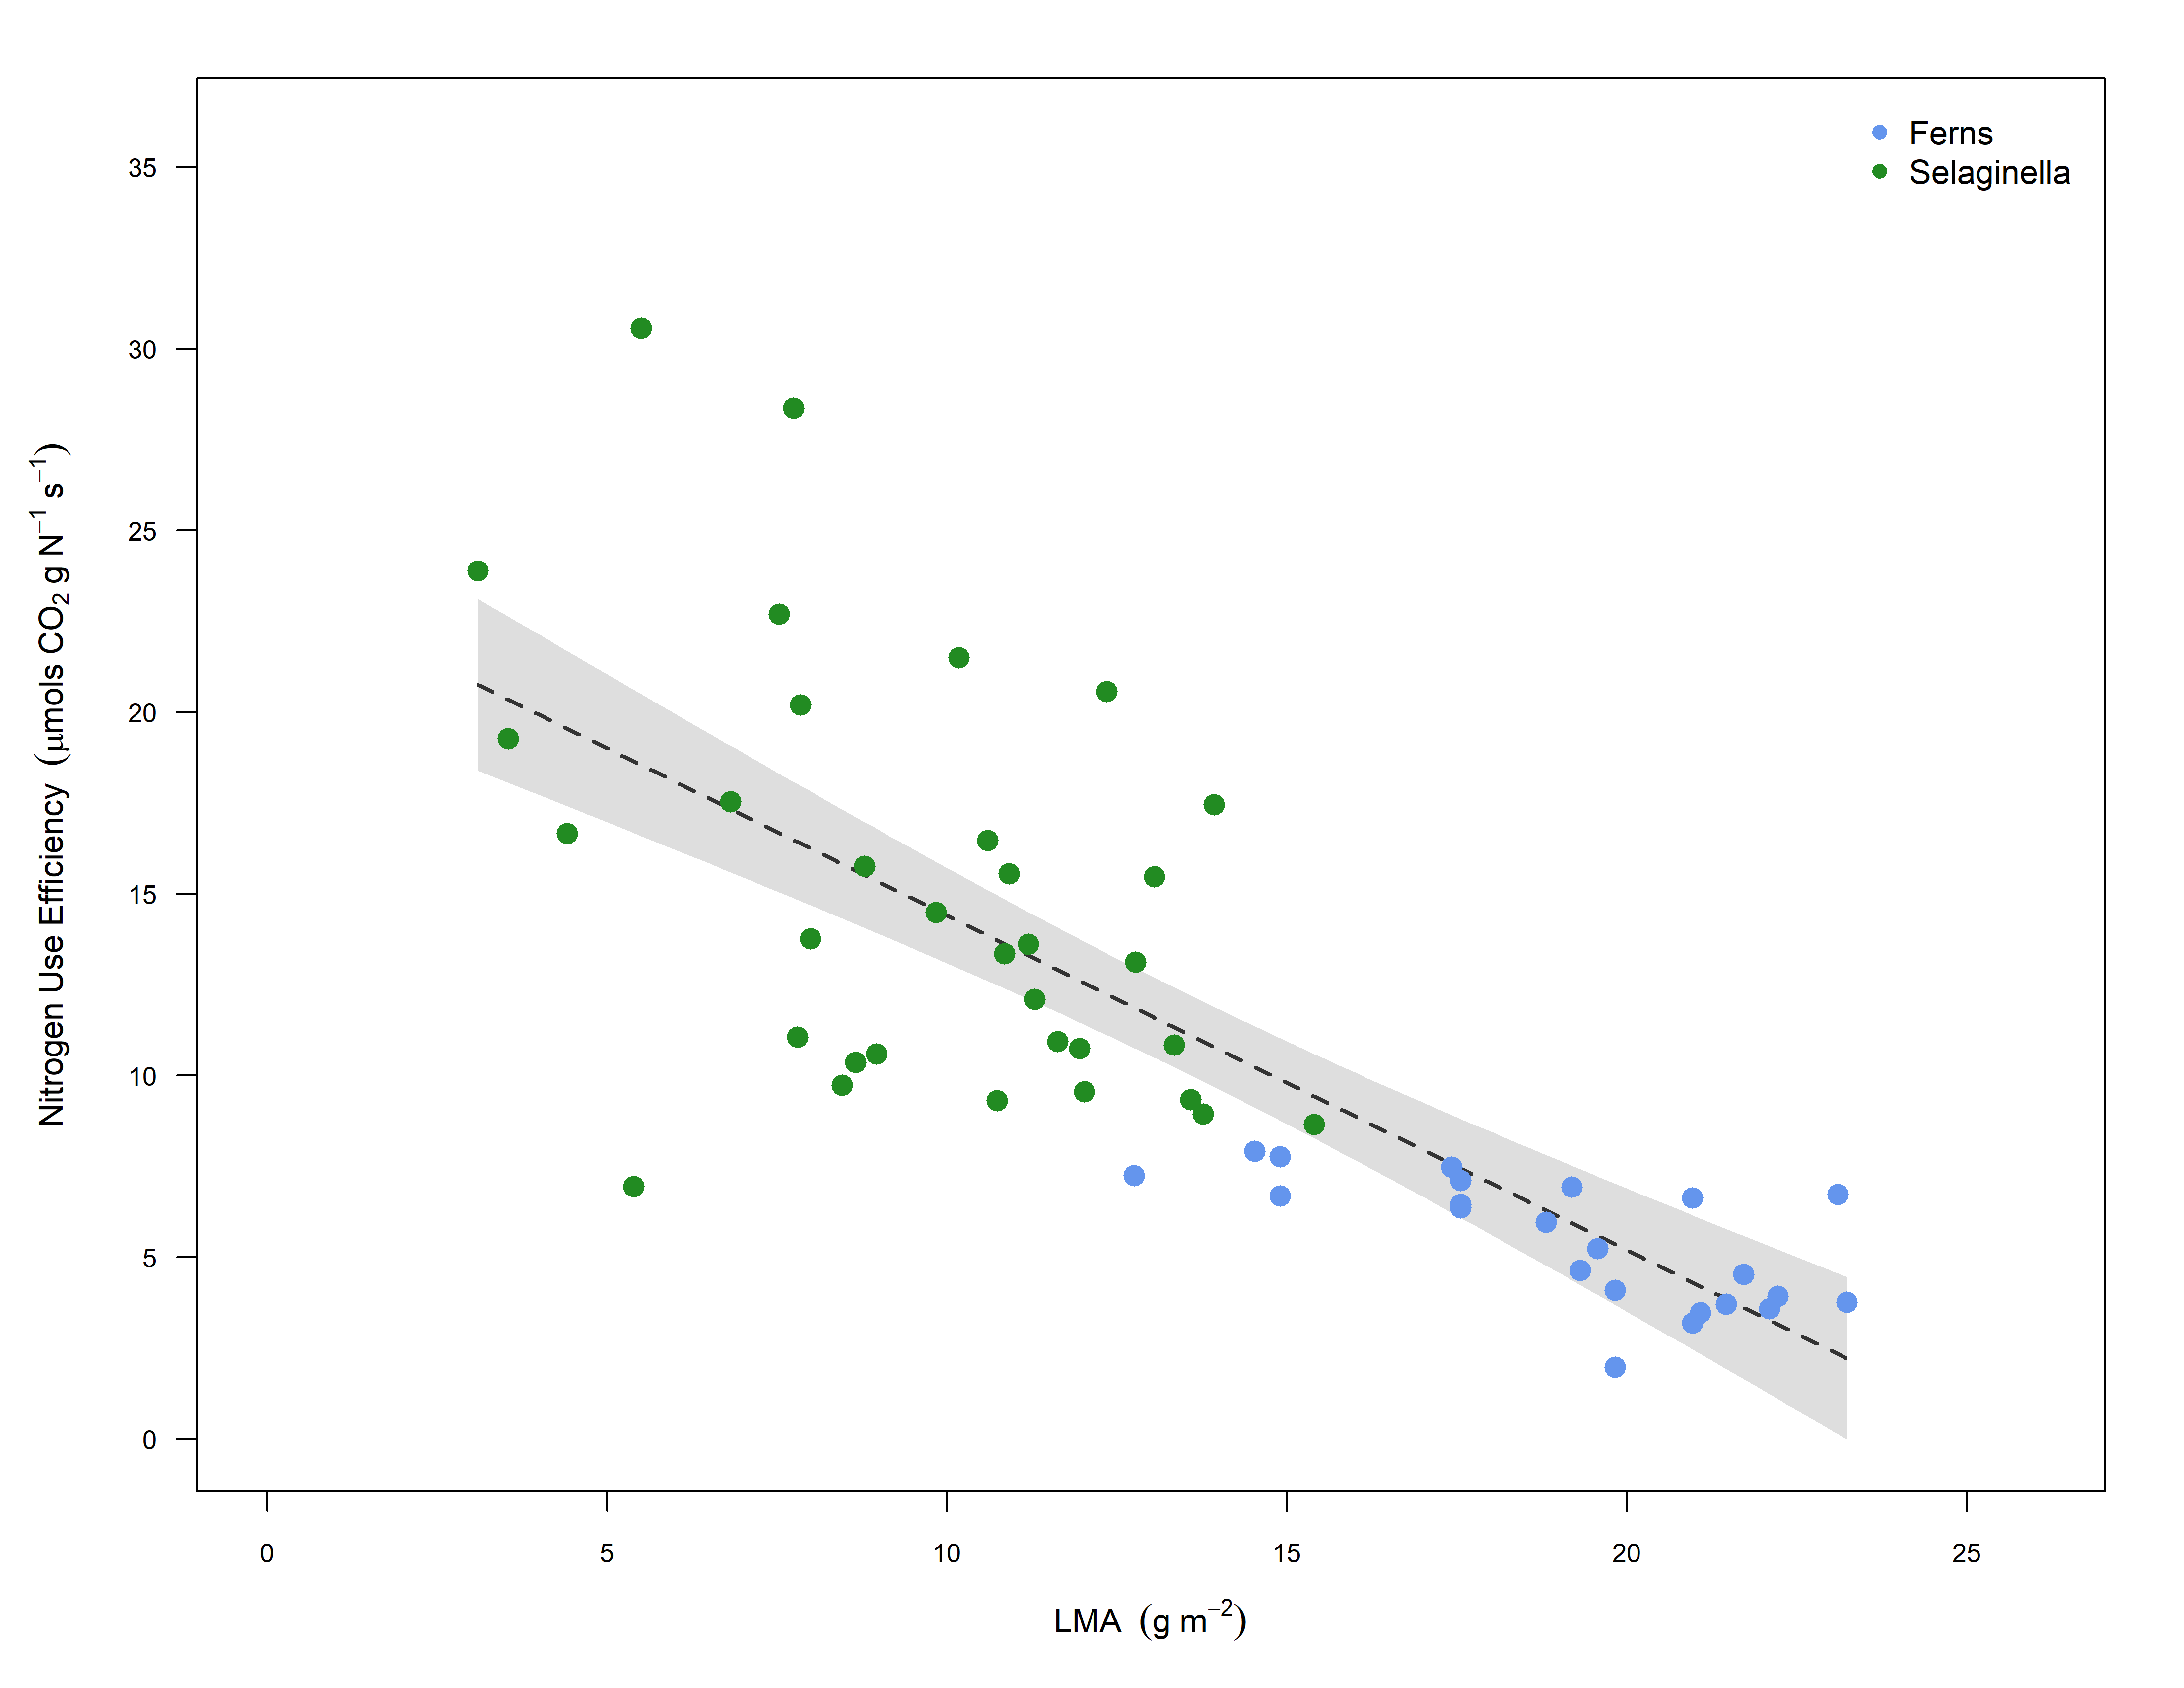 Ferns
Selaginella
35
30
25
20
15
10
5
0
Nitrogen Use Efficiency (μmols CO₂ g N⁻¹ s⁻¹)
0 5 10 15 20 25
LMA (g m⁻²)